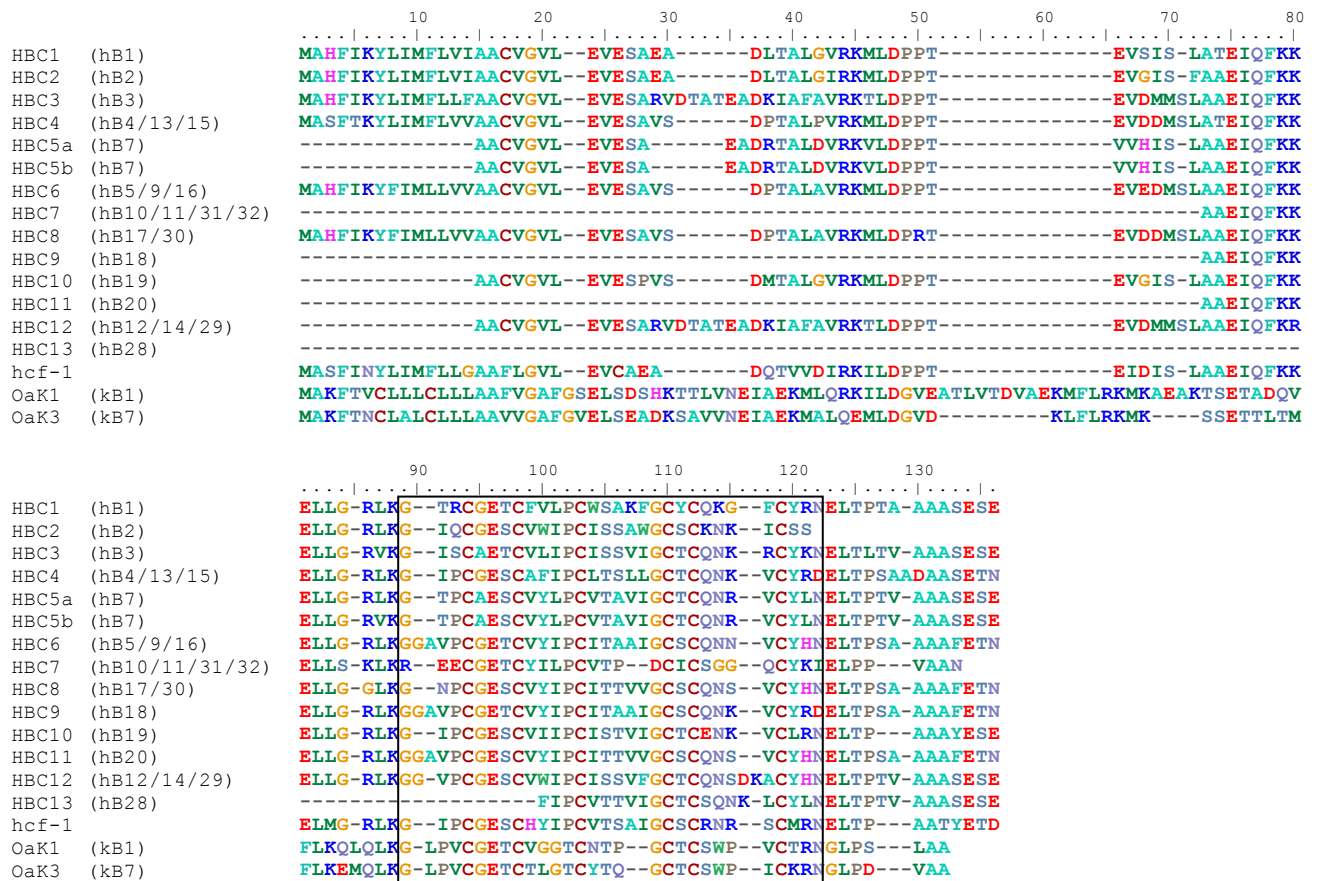 10 20 30 40 50 60 70 80
HBC1 (hB1) MAHFIKYLIMFLVIAACVGVL--EVESAEA------DLTALGVRKMLDPPT--------------EVSIS-LATEIQFKK
HBC2 (hB2) MAHFIKYLIMFLVIAACVGVL--EVESAEA------DLTALGIRKMLDPPT--------------EVGIS-FAAEIQFKK
HBC3 (hB3) MAHFIKYLIMFLLFAACVGVL--EVESARVDTATEADKIAFAVRKTLDPPT--------------EVDMMSLAAEIQFKK
HBC4 (hB4/13/15) MASFTKYLIMFLVVAACVGVL--EVESAVS------DPTALPVRKMLDPPT--------------EVDDMSLATEIQFKK
HBC5a (hB7) --------------AACVGVL--EVESA------EADRTALDVRKVLDPPT--------------VVHIS-LAAEIQFKK
HBC5b (hB7) --------------AACVGVL--EVESA------EADRTALDVRKVLDPPT--------------VVHIS-LAAEIQFKK
HBC6 (hB5/9/16) MAHFIKYFIMLLVVAACVGVL--EVESAVS------DPTALAVRKMLDPPT--------------EVEDMSLAAEIQFKK
HBC7 (hB10/11/31/32) ------------------------------------------------------------------------AAEIQFKK
HBC8 (hB17/30) MAHFIKYFIMLLVVAACVGVL--EVESAVS------DPTALAVRKMLDPRT--------------EVDDMSLAAEIQFKK
HBC9 (hB18) ------------------------------------------------------------------------AAEIQFKK
HBC10 (hB19) --------------AACVGVL--EVESPVS------DMTALGVRKMLDPPT--------------EVGIS-LAAEIQFKK
HBC11 (hB20) ------------------------------------------------------------------------AAEIQFKK
HBC12 (hB12/14/29) --------------AACVGVL--EVESARVDTATEADKIAFAVRKTLDPPT--------------EVDMMSLAAEIQFKR
HBC13 (hB28) --------------------------------------------------------------------------------
hcf-1 MASFINYLIMFLLGAAFLGVL--EVCAEA-------DQTVVDIRKILDPPT--------------EIDIS-LAAEIQFKK
OaK1 (kB1) MAKFTVCLLLCLLLAAFVGAFGSELSDSHKTTLVNEIAEKMLQRKILDGVEATLVTDVAEKMFLRKMKAEAKTSETADQV
OaK3 (kB7) MAKFTNCLALCLLLAAVVGAFGVELSEADKSAVVNEIAEKMALQEMLDGVD---------KLFLRKMK----SSETTLTM
90 100 110 120 130
HBC1 (hB1) ELLG-RLKG--TRCGETCFVLPCWSAKFGCYCQKG--FCYRNELTPTA-AAASESE
HBC2 (hB2) ELLG-RLKG--IQCGESCVWIPCISSAWGCSCKNK--ICSS
HBC3 (hB3) ELLG-RVKG--ISCAETCVLIPCISSVIGCTCQNK--RCYKNELTLTV-AAASESE
HBC4 (hB4/13/15) ELLG-RLKG--IPCGESCAFIPCLTSLLGCTCQNK--VCYRDELTPSAADAASETN
HBC5a (hB7) ELLG-RLKG--TPCAESCVYLPCVTAVIGCTCQNR--VCYLNELTPTV-AAASESE
HBC5b (hB7) ELLG-RVKG--TPCAESCVYLPCVTAVIGCTCQNR--VCYLNELTPTV-AAASESE
HBC6 (hB5/9/16) ELLG-RLKGGAVPCGETCVYIPCITAAIGCSCQNN--VCYHNELTPSA-AAAFETN
HBC7 (hB10/11/31/32) ELLS-KLKR--EECGETCYILPCVTP--DCICSGG--QCYKIELPP---VAAN
HBC8 (hB17/30) ELLG-GLKG--NPCGESCVYIPCITTVVGCSCQNS--VCYHNELTPSA-AAAFETN
HBC9 (hB18) ELLG-RLKGGAVPCGETCVYIPCITAAIGCSCQNK--VCYRDELTPSA-AAAFETN
HBC10 (hB19) ELLG-RLKG--IPCGESCVIIPCISTVIGCTCENK--VCLRNELTP---AAAYESE
HBC11 (hB20) ELLG-RLKGGAVPCGETCVYIPCITTVVGCSCQNS--VCYHNELTPSA-AAAFETN
HBC12 (hB12/14/29) ELLG-RLKGG-VPCGESCVWIPCISSVFGCTCQNSDKACYHNELTPTV-AAASESE
HBC13 (hB28) -------------------FIPCVTTVIGCTCSQNK-LCYLNELTPTV-AAASESE
hcf-1 ELMG-RLKG--IPCGESCHYIPCVTSAIGCSCRNR--SCMRNELTP---AATYETD
OaK1 (kB1) FLKQLQLKG-LPVCGETCVGGTCNTP--GCTCSWP--VCTRNGLPS---LAA
OaK3 (kB7) FLKEMQLKG-LPVCGETCTLGTCYTQ--GCTCSWP--ICKRNGLPD---VAA